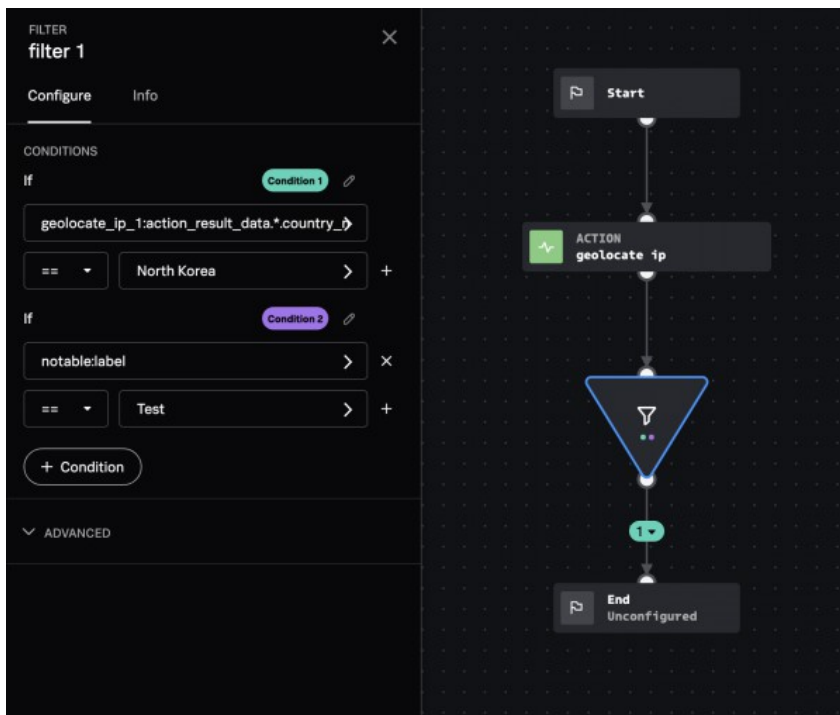 FILTER
filter 1
Configure Info
CONDITIONS
If Condition 1
geolocate_ip_1:action_result_data.*.country_
== North Korea
If Condition 2
notable:label
== Test
+ Condition
ADVANCED
Start
ACTION
geolocate ip
1
End
Unconfigured